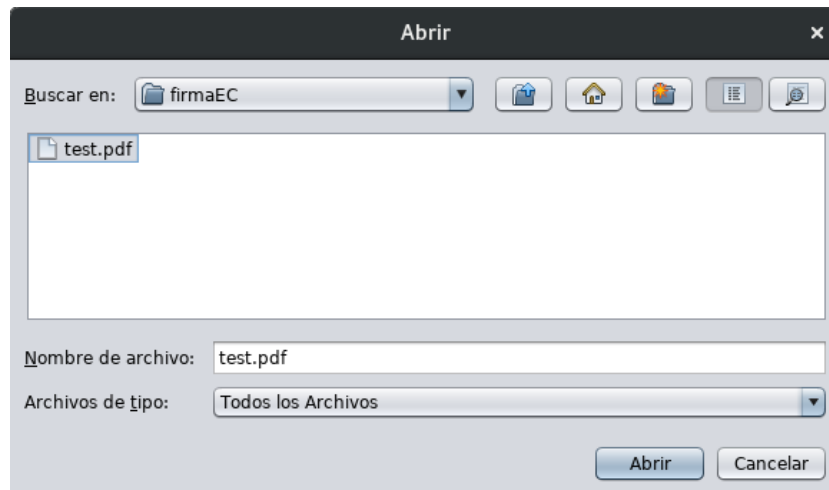 Abrir
Buscar en: firmaEC
test.pdf
Nombre de archivo: test.pdf
Archivos de tipo: Todos los Archivos
Abrir Cancelar